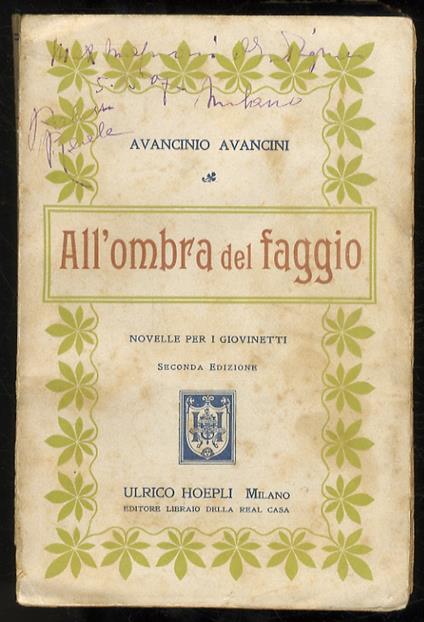 Milano
AVANCINIO AVANCINI
All'ombra del faggio
NOVELLE PER I GIOVINETTI
SECONDA EDIZIONE
H
ULRICO HOEPLI MILANO
EDITORE LIBRAIO DELLA REAL CASA